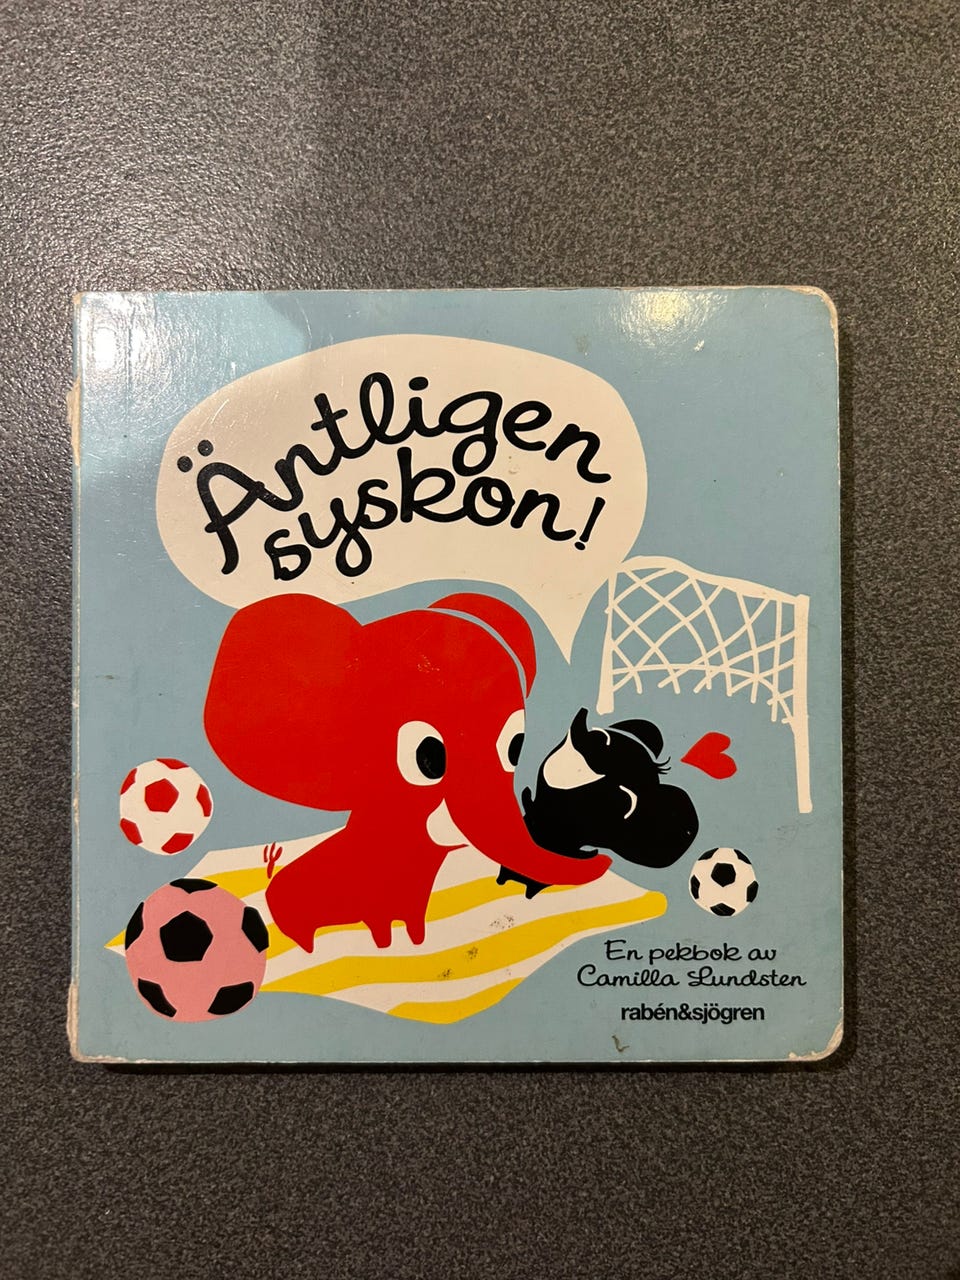 Äntligen
syskon!
En pekbok av
Camilla Lundsten
rabén&sjögren